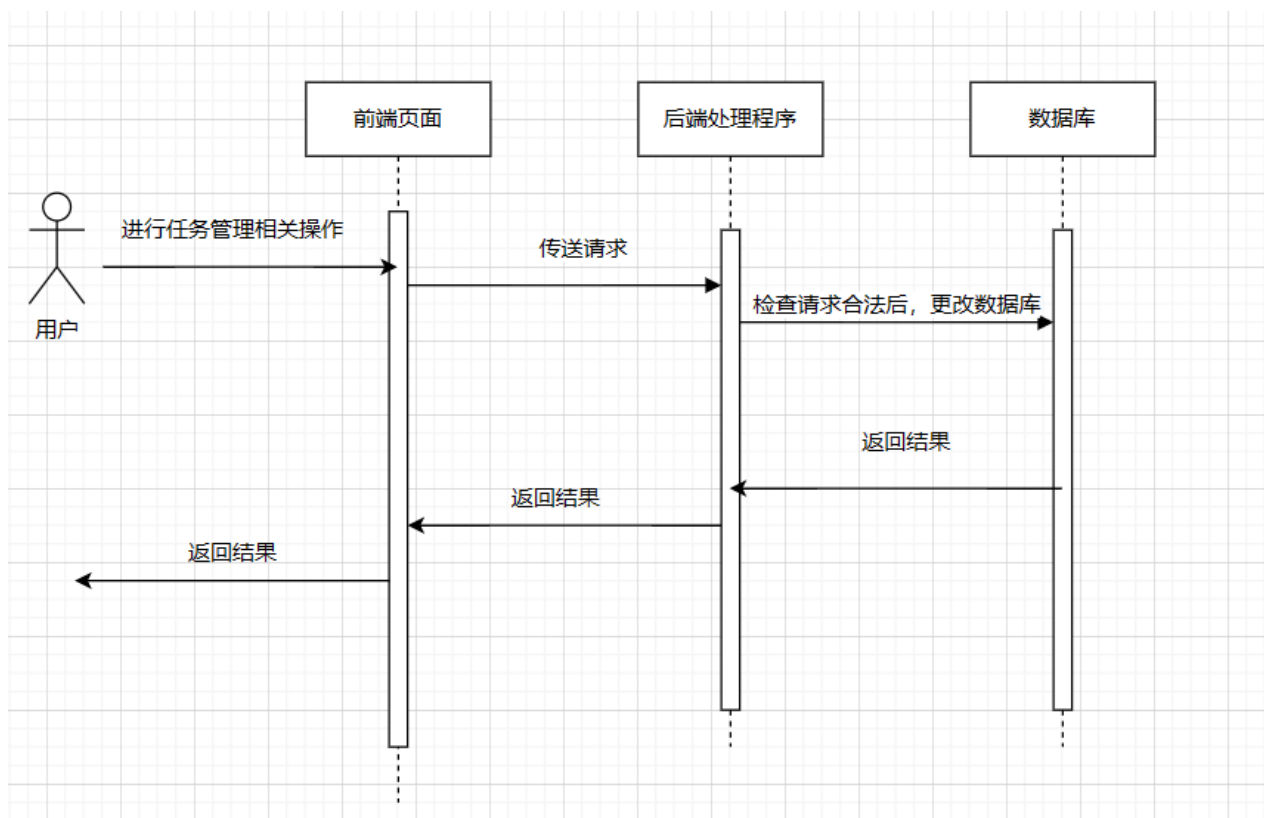 前端页面
后端处理程序
数据库
进行任务管理相关操作
传送请求
检查请求合法后，更改数据库
用户
返回结果
返回结果
返回结果